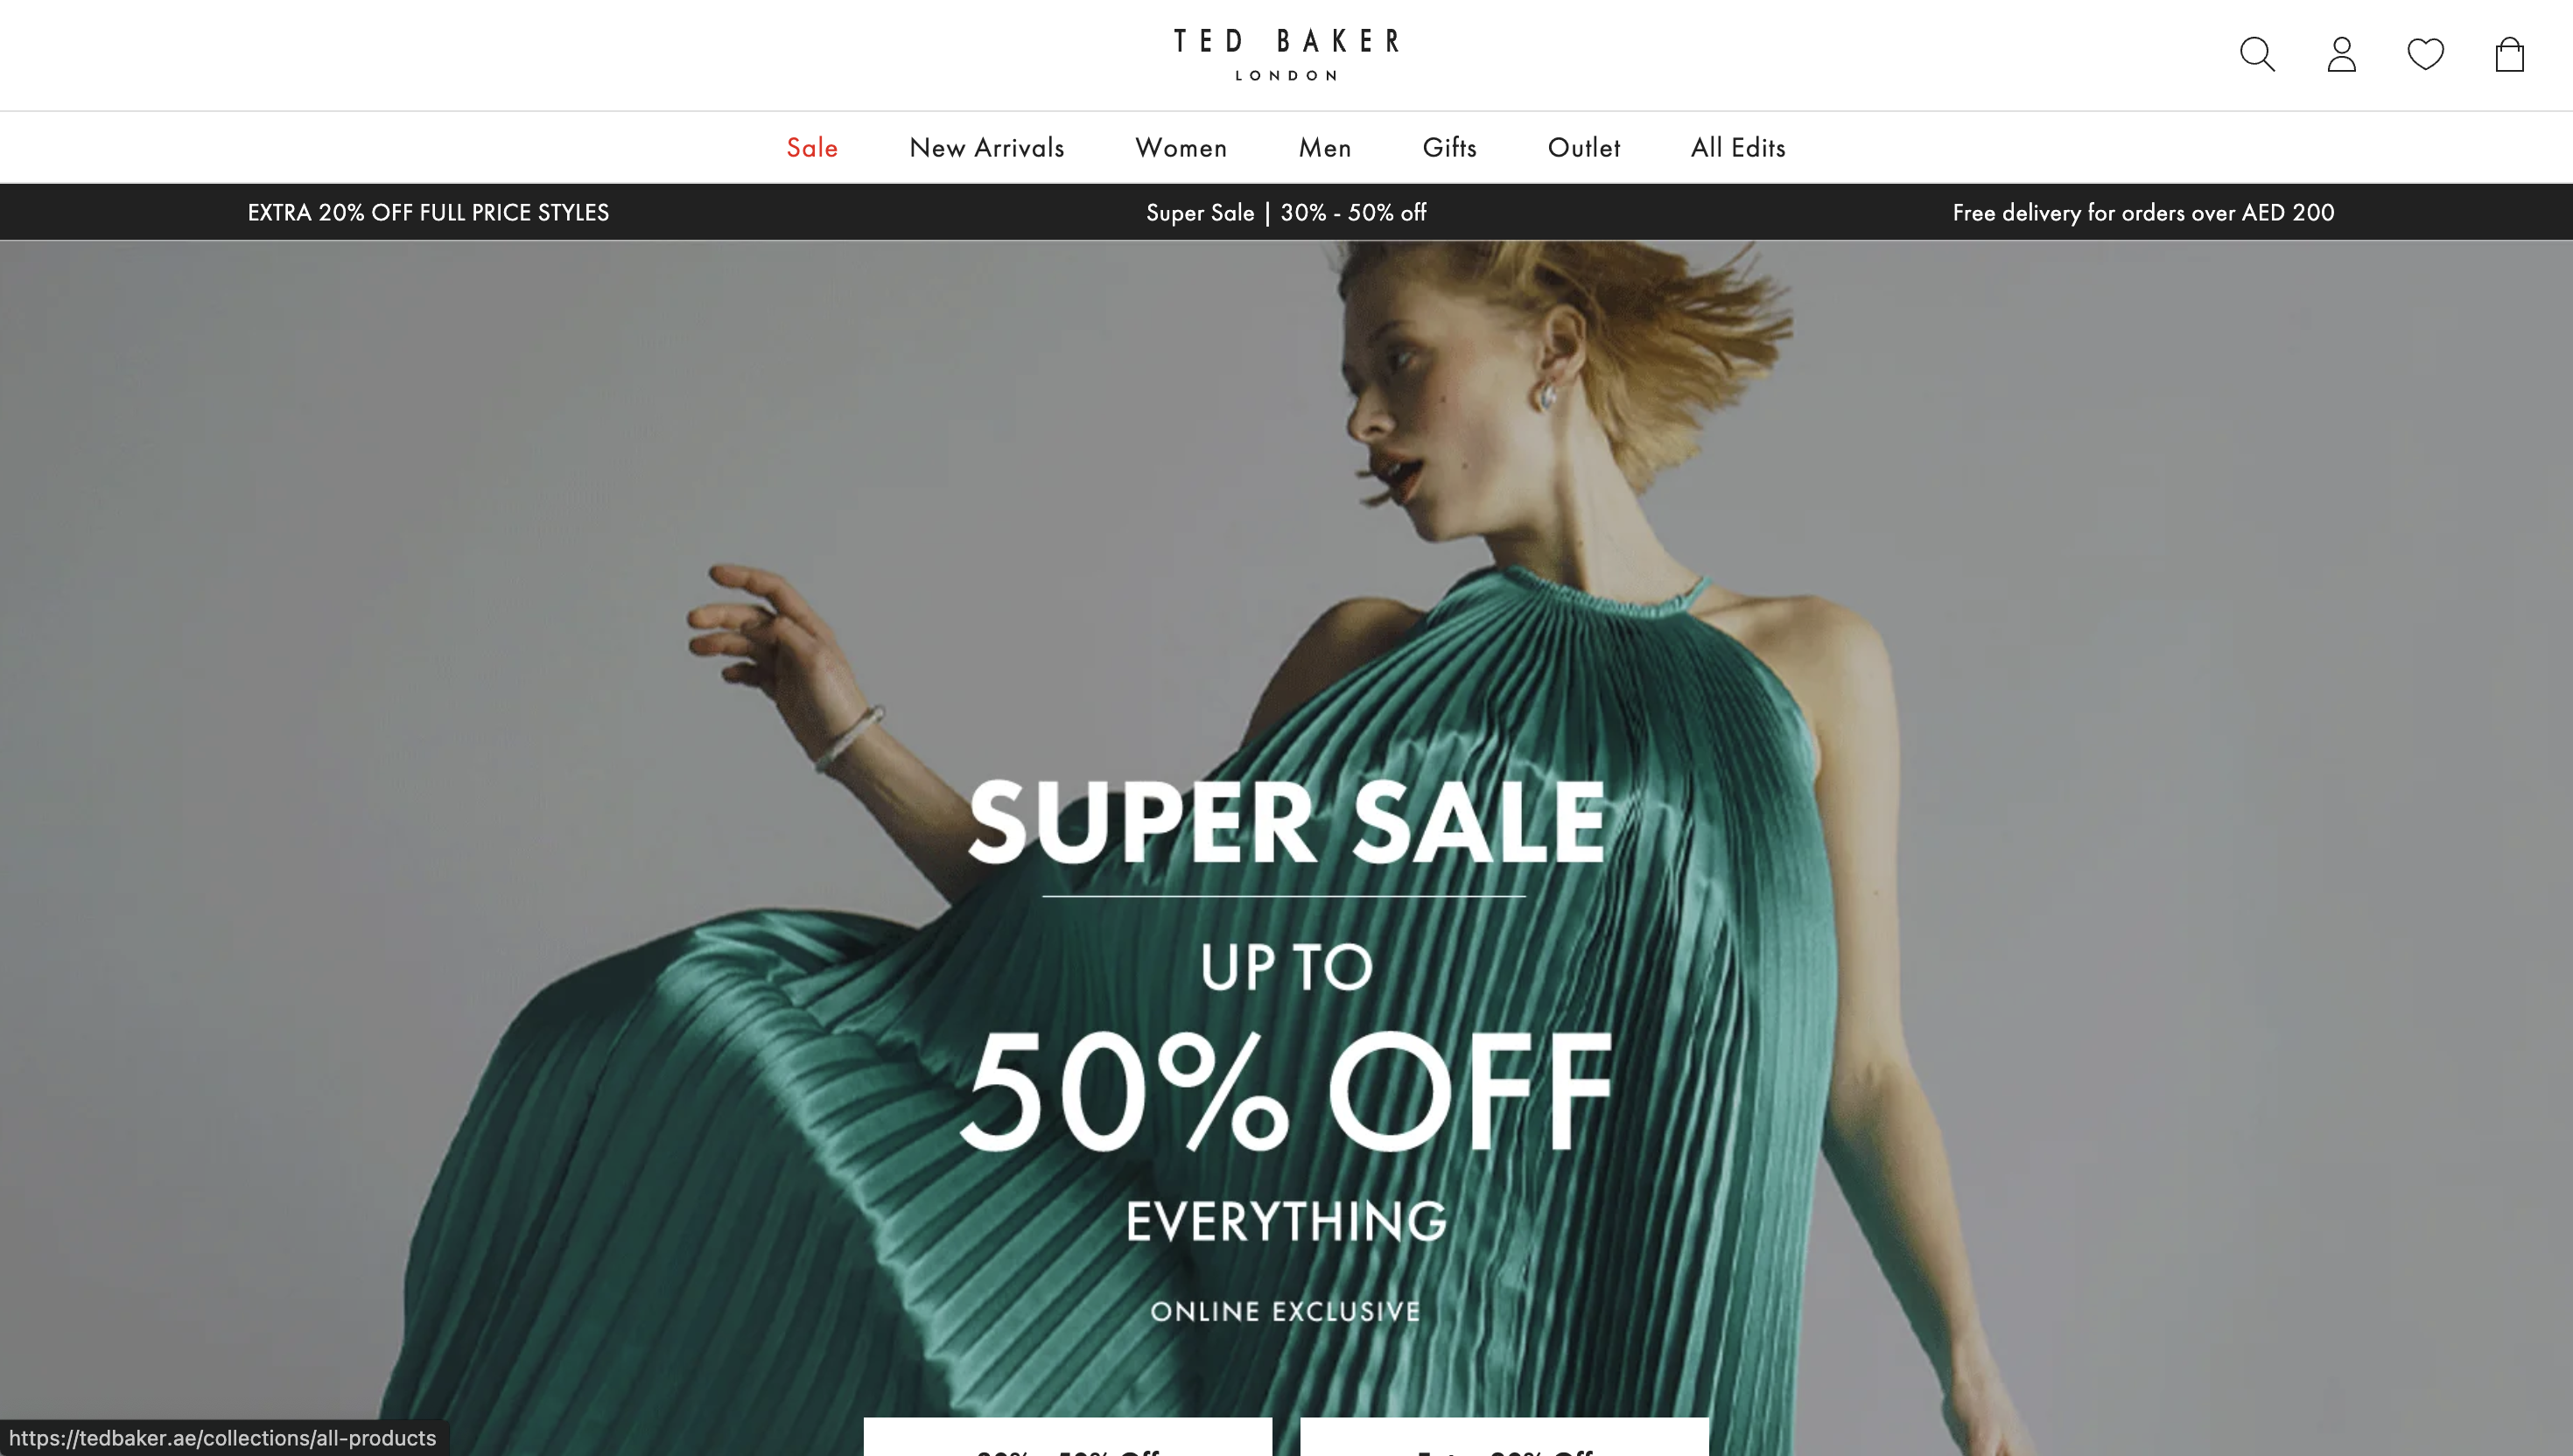 TED BAKER
LONDON
Sale New Arrivals Women Men Gifts Outlet All Edits
EXTRA 20% OFF FULL PRICE STYLES Super Sale | 30% - 50% off Free delivery for orders over AED 200
SUPER SALE
UP TO
50% OFF
EVERYTHING
ONLINE EXCLUSIVE
https://tedbaker.ae/collections/all-products